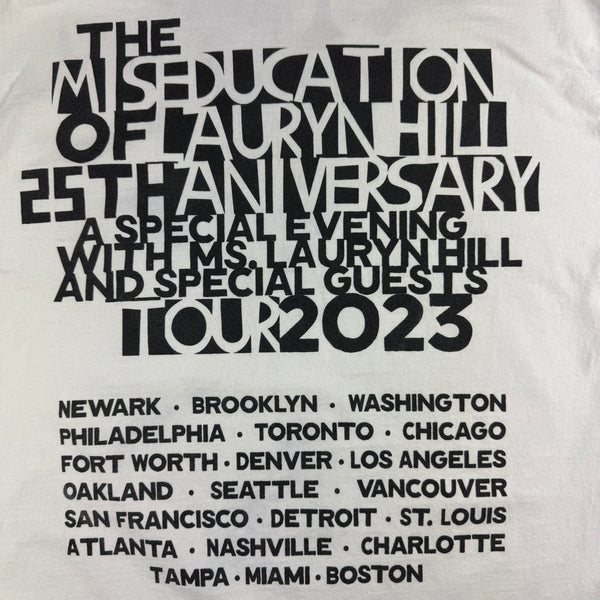 THE
MISEDUCATION
OF LAURYN HILL
25TH ANNIVERSARY
A SPECIAL EVENING
WITH MS. LAURYN HILL
AND SPECIAL GUESTS
TOUR 2023
NEWARK · BROOKLYN · WASHINGTON
PHILADELPHIA · TORONTO · CHICAGO
FORT WORTH · DENVER · LOS ANGELES
OAKLAND · SEATTLE · VANCOUVER
SAN FRANCISCO · DETROIT · ST. LOUIS
ATLANTA · NASHVILLE · CHARLOTTE
TAMPA · MIAMI · BOSTON